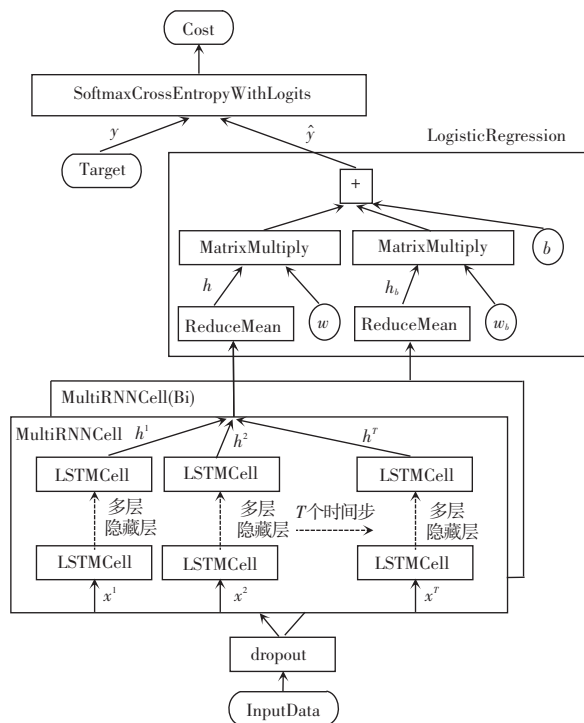 Cost
SoftmaxCrossEntropyWithLogits
y
ŷ
LogisticRegression
Target
+
MatrixMultiply
MatrixMultiply
b
h
h_b
ReduceMean
w
ReduceMean
w_b
MultiRNNCell(Bi)
MultiRNNCell
h^1
h^2
h^T
LSTMCell
LSTMCell
LSTMCell
多层
隐藏层
多层
隐藏层
T个时间步
多层
隐藏层
LSTMCell
LSTMCell
LSTMCell
x^1
x^2
x^T
dropout
InputData